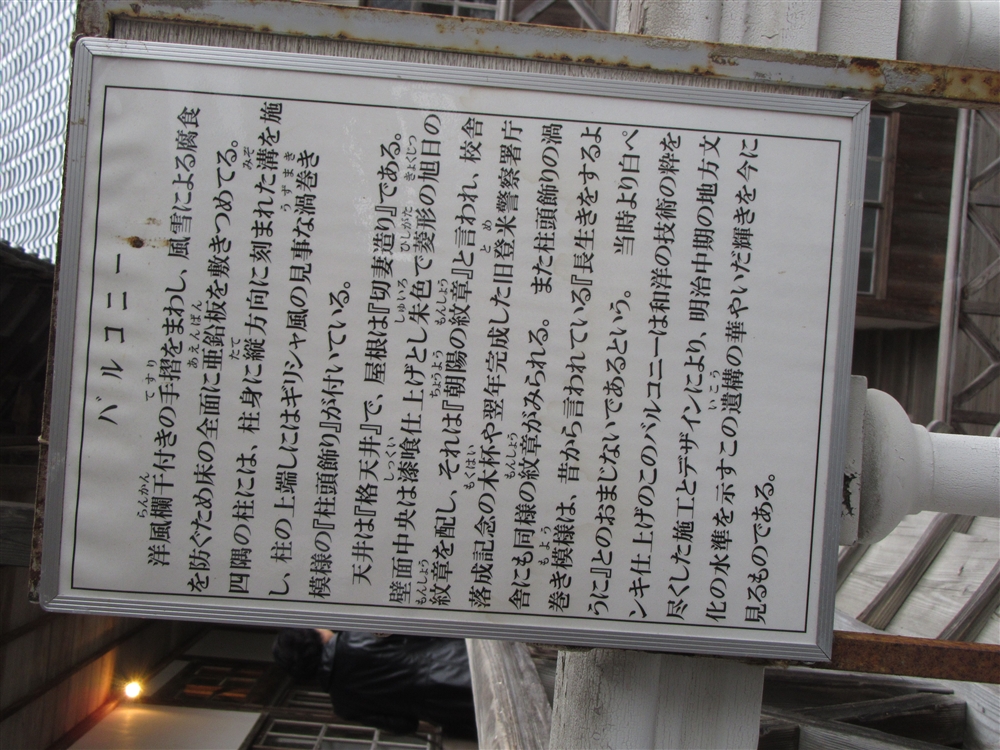 バルコニー
洋風欄干付きの手摺をまわし、風雪による腐食
を防ぐため床の全面に亜鉛板を敷きつめてる。
四隅の柱には、柱身に縦方向に刻まれた溝を施
し、柱の上端しにはギリシャ風の見事な渦巻き
模様の『柱頭飾り』が付いている。
天井は『格天井』で、屋根は『切妻造り』である。
壁面中央は漆喰仕上げとし朱色で菱形の旭日の
紋章を配し、それは『朝陽の紋章』と言われ、校舎
落成記念の木杯や翌年完成した旧登米警察署庁
舎にも同様の紋章がみられる。また柱頭飾りの渦
巻き模様は、昔から言われている『長生きをするよ
うに』とのおまじないであるという。 当時より白ペ
ンキ仕上げのこのバルコニーは和洋の技術の粋を
尽くした施工とデザインにより、明治中期の地方文
化の水準を示すこの遺構の華やいだ輝きを今に
見るものである。